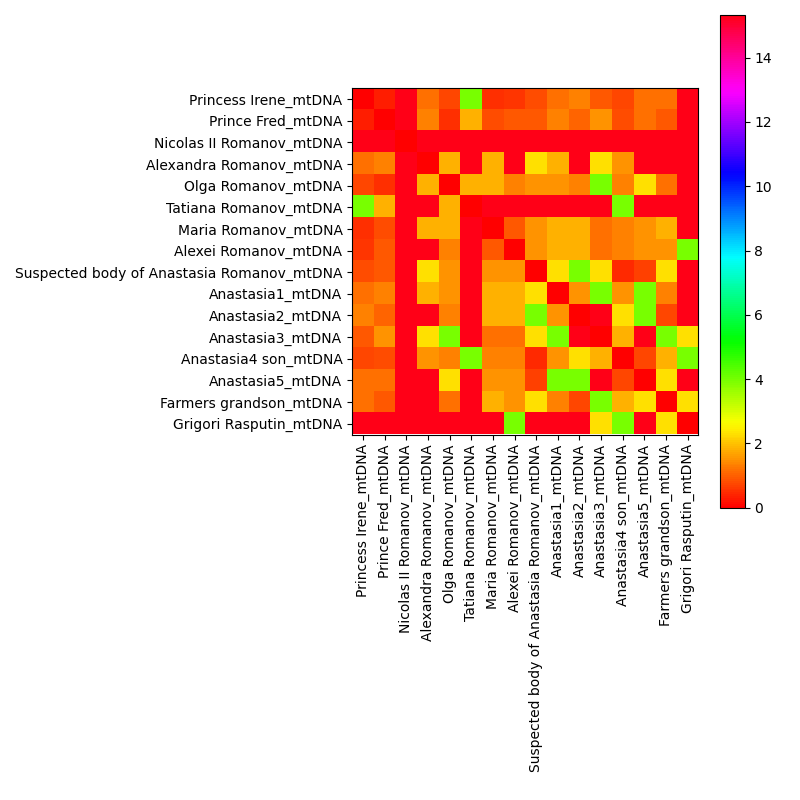 14
12
10
8
6
4
2
0
Princess Irene_mtDNA
Prince Fred_mtDNA
Nicolas II Romanov_mtDNA
Alexandra Romanov_mtDNA
Olga Romanov_mtDNA
Tatiana Romanov_mtDNA
Maria Romanov_mtDNA
Alexei Romanov_mtDNA
Suspected body of Anastasia Romanov_mtDNA
Anastasia1_mtDNA
Anastasia2_mtDNA
Anastasia3_mtDNA
Anastasia4 son_mtDNA
Anastasia5_mtDNA
Farmers grandson_mtDNA
Grigori Rasputin_mtDNA
Princess Irene_mtDNA
Prince Fred_mtDNA
Nicolas II Romanov_mtDNA
Alexandra Romanov_mtDNA
Olga Romanov_mtDNA
Tatiana Romanov_mtDNA
Maria Romanov_mtDNA
Alexei Romanov_mtDNA
Suspected body of Anastasia Romanov_mtDNA
Anastasia1_mtDNA
Anastasia2_mtDNA
Anastasia3_mtDNA
Anastasia4 son_mtDNA
Anastasia5_mtDNA
Farmers grandson_mtDNA
Grigori Rasputin_mtDNA